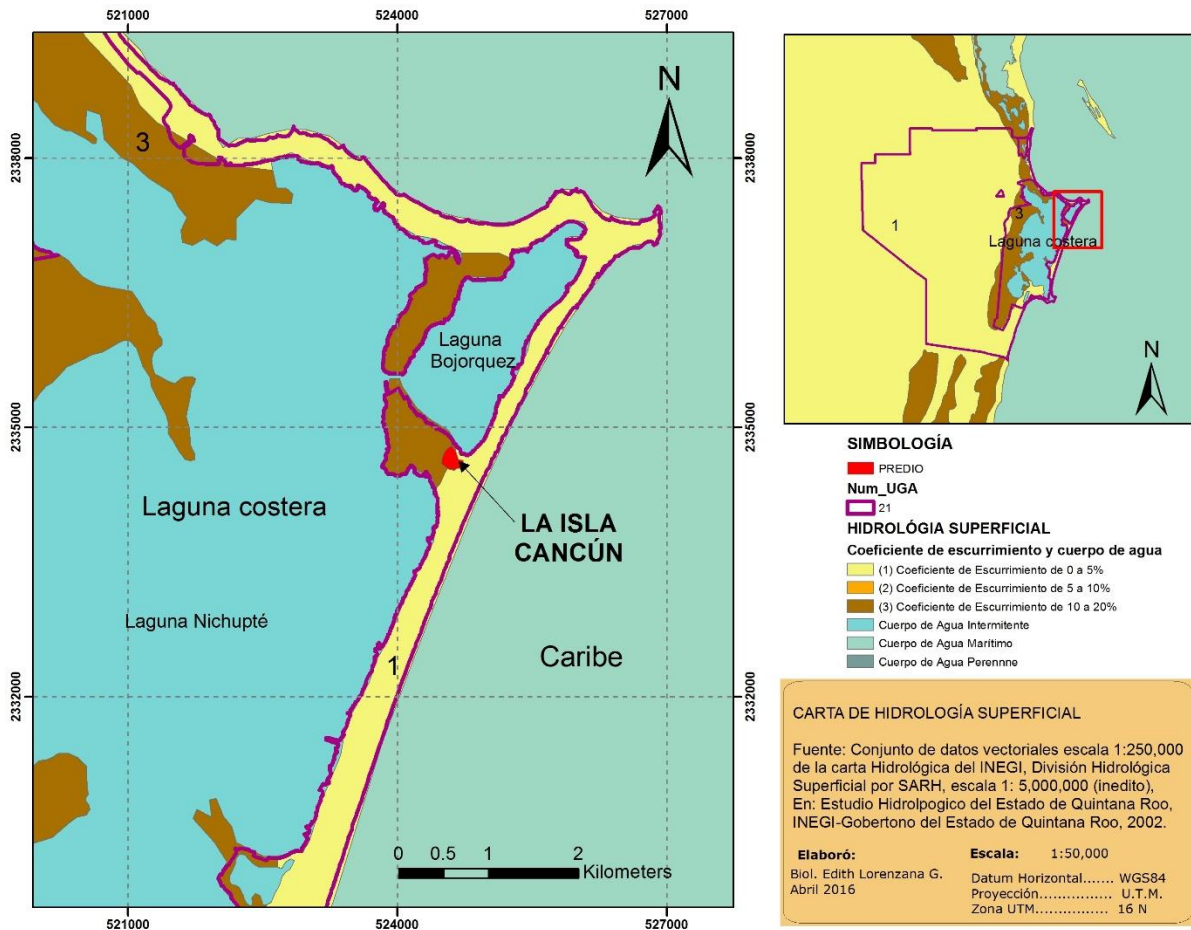 521000
524000
527000
2338000
2335000
2332000
3
N
Laguna
Bojorquez
Laguna costera
LA ISLA
CANCÚN
Laguna Nichupté
Caribe
1
0 0.5 1 2
Kilometers
2338000
2335000
2332000
521000
524000
527000
1
3
Laguna costera
N
SIMBOLOGÍA
PREDIO
Num_UGA
21
HIDROLÓGIA SUPERFICIAL
Coeficiente de escurrimiento y cuerpo de agua
(1) Coeficiente de Escurrimiento de 0 a 5%
(2) Coeficiente de Escurrimiento de 5 a 10%
(3) Coeficiente de Escurrimiento de 10 a 20%
Cuerpo de Agua Intermitente
Cuerpo de Agua Marítimo
Cuerpo de Agua Perennne
CARTA DE HIDROLOGÍA SUPERFICIAL
Fuente: Conjunto de datos vectoriales escala 1:250,000
de la carta Hidrológica del INEGI, División Hidrológica
Superficial por SARH, escala 1: 5,000,000 (inedito),
En: Estudio Hidrolpogico del Estado de Quintana Roo,
INEGI-Gobertono del Estado de Quintana Roo, 2002.
Elaboró:
Biol. Edith Lorenzana G.
Abril 2016
Escala: 1:50,000
Datum Horizontal...... WGS84
Proyección............... U.T.M.
Zona UTM................ 16 N